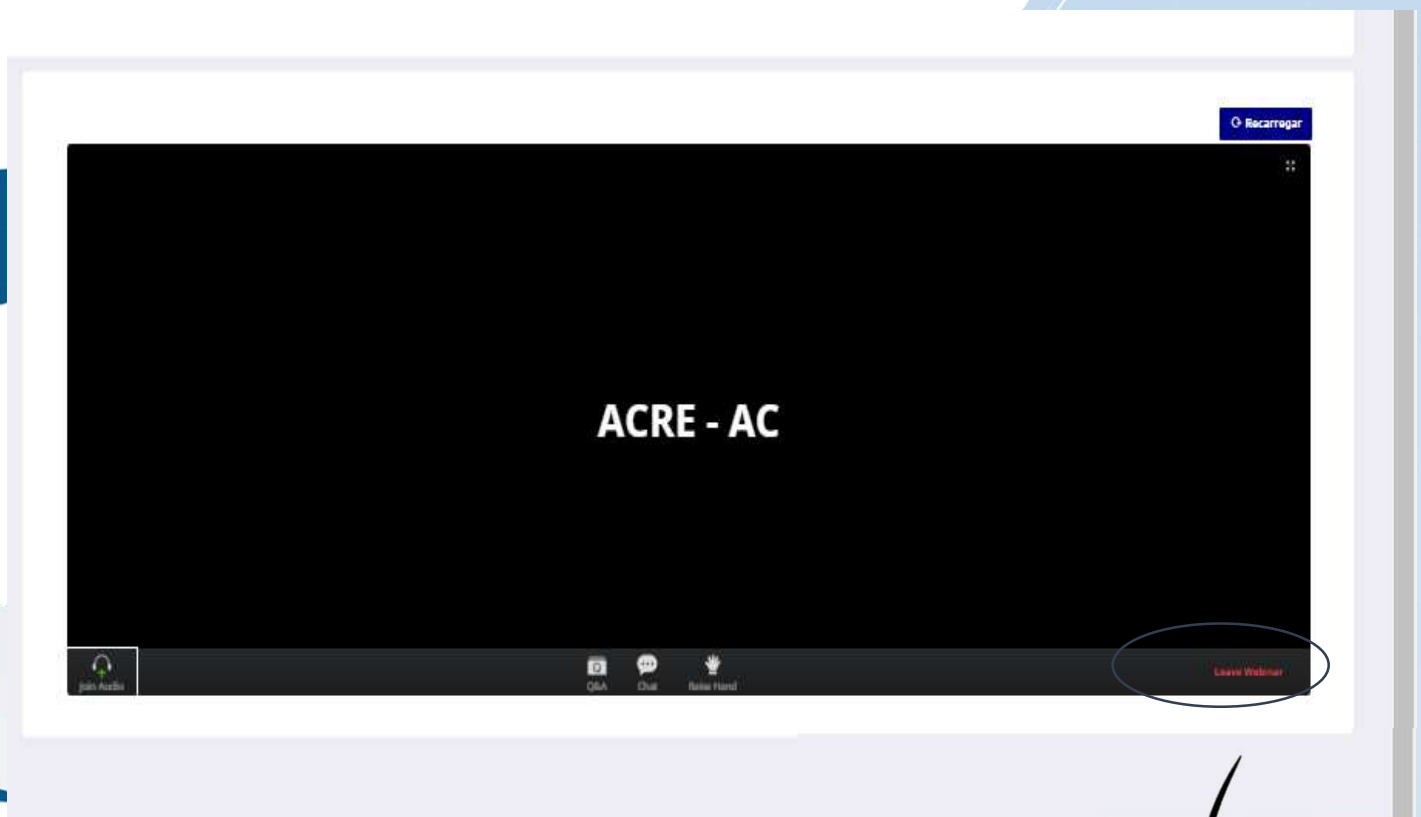 Recarregar
ACRE - AC
Join Audio
Q&A
Chat
Raise Hand
Leave Webinar